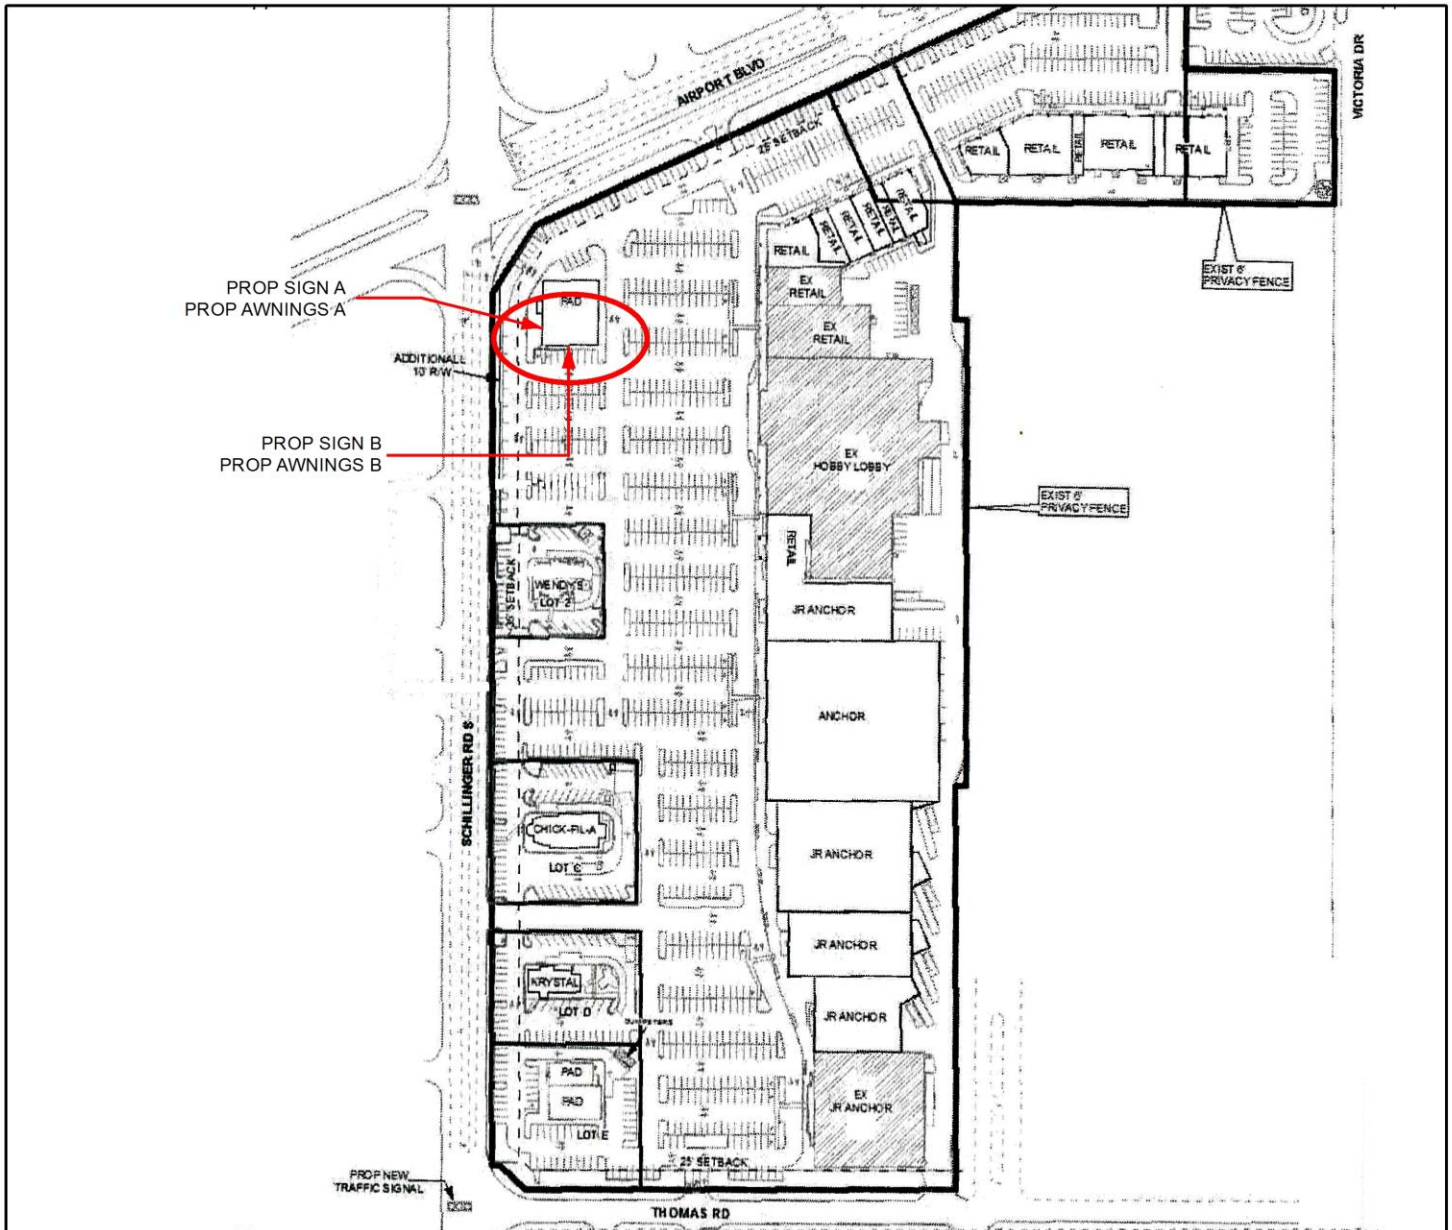 AIRPORT BLVD
VICTORIA DR
25' SETBACK
RETAIL
RETAIL
RETAIL
RETAIL
RETAIL
RETAIL
RETAIL
RETAIL
RETAIL
RETAIL
RETAIL
EXIST 6'
PRIVACY FENCE
EX
RETAIL
EX
RETAIL
PROP SIGN A
PROP AWNINGS A
PAD
ADDITIONAL
10' R/W
PROP SIGN B
PROP AWNINGS B
EX
HOBBY LOBBY
EXIST 6'
PRIVACY FENCE
RETAIL
25' SETBACK
WENDY'S
LOT 2
JR ANCHOR
ANCHOR
SCHILLINGER RD S
CHICK-FIL-A
LOT C
JR ANCHOR
JR ANCHOR
KRYSTAL
LOT D
DUMPSTERS
JR ANCHOR
PAD
PAD
LOT E
EX
JR ANCHOR
25' SETBACK
PROP NEW
TRAFFIC SIGNAL
THOMAS RD